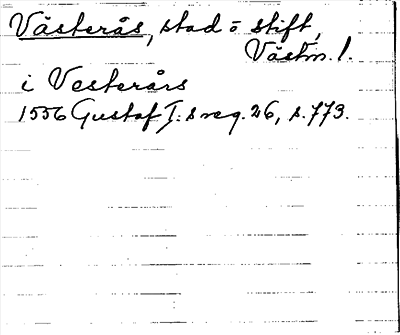 Västerås, stad o stift,
Västm. l.
i Vesterårs
1556 Gustaf I:s reg. 26, s. 773.